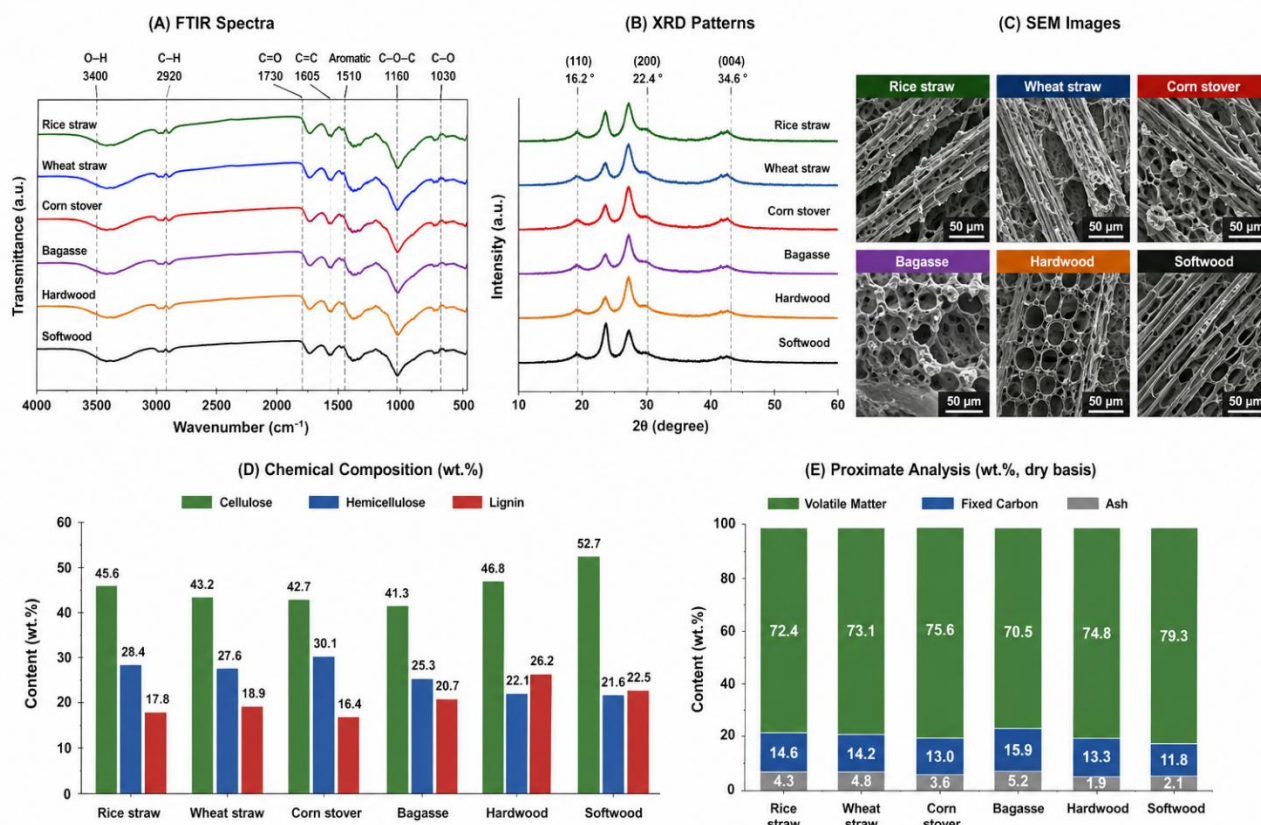 (A) FTIR Spectra
O–H C–H C=O C=C Aromatic C–O–C C–O
3400 2920 1730 1605 1510 1160 1030
Transmittance (a.u.)
Rice straw
Wheat straw
Corn stover
Bagasse
Hardwood
Softwood
4000 3500 3000 2500 2000 1500 1000 500
Wavenumber (cm⁻¹)
(B) XRD Patterns
(110) (200) (004)
16.2 ° 22.4 ° 34.6 °
Intensity (a.u.)
Rice straw
Wheat straw
Corn stover
Bagasse
Hardwood
Softwood
10 20 30 40 50 60
2θ (degree)
(C) SEM Images
Rice straw Wheat straw Corn stover
50 μm 50 μm 50 μm
Bagasse Hardwood Softwood
50 μm 50 μm 50 μm
(D) Chemical Composition (wt.%)
Cellulose Hemicellulose Lignin
Content (wt.%)
60
50
40
30
20
10
0
45.6 28.4 17.8
43.2 27.6 18.9
42.7 30.1 16.4
41.3 25.3 20.7
46.8 22.1 26.2
52.7 21.6 22.5
Rice straw Wheat straw Corn stover Bagasse Hardwood Softwood
(E) Proximate Analysis (wt.%, dry basis)
Volatile Matter Fixed Carbon Ash
Content (wt.%)
100
80
60
40
20
0
72.4 73.1 75.6 70.5 74.8 79.3
14.6 14.2 13.0 15.9 13.3 11.8
4.3 4.8 3.6 5.2 1.9 2.1
Rice Wheat Corn Bagasse Hardwood Softwood
straw straw stover